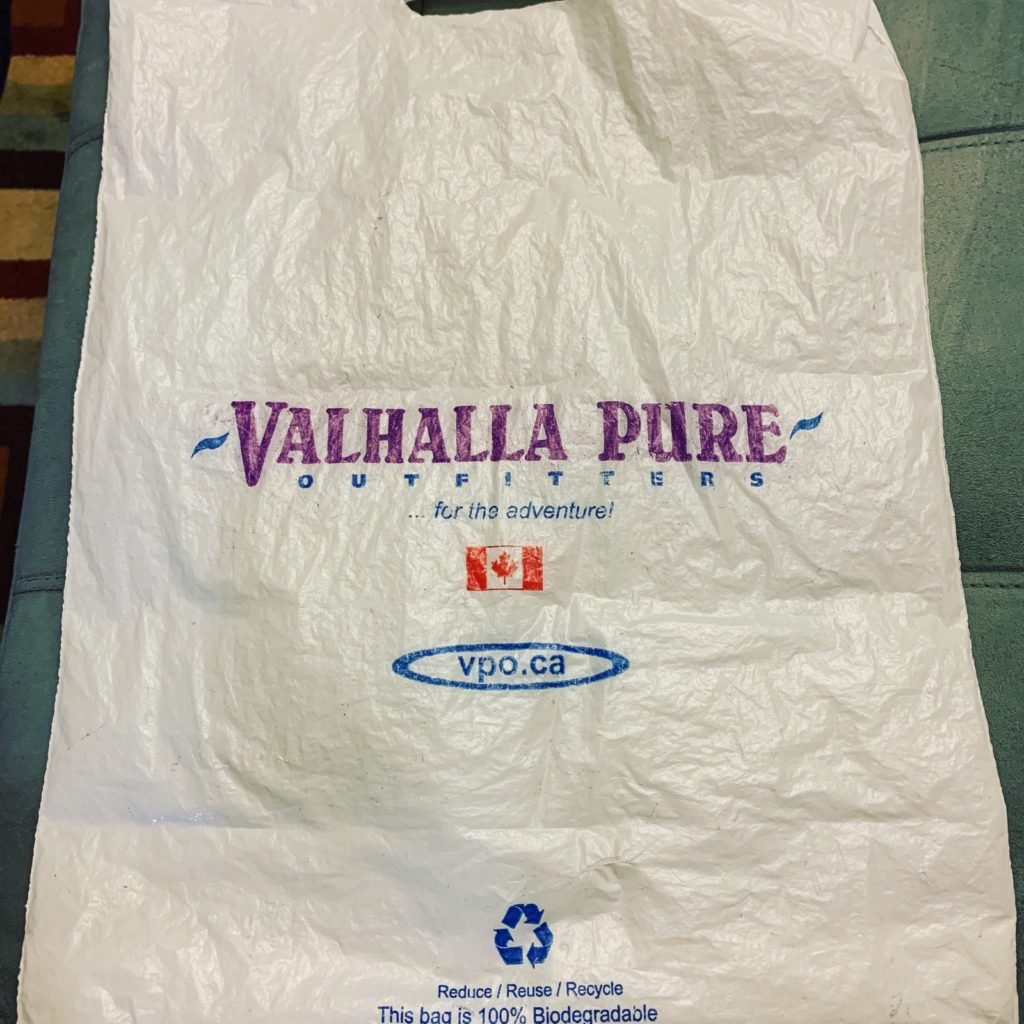 ~VALHALLA PURE~
OUTFITTERS
... for the adventure!
vpo.ca
Reduce / Reuse / Recycle
This bag is 100% Biodegradable